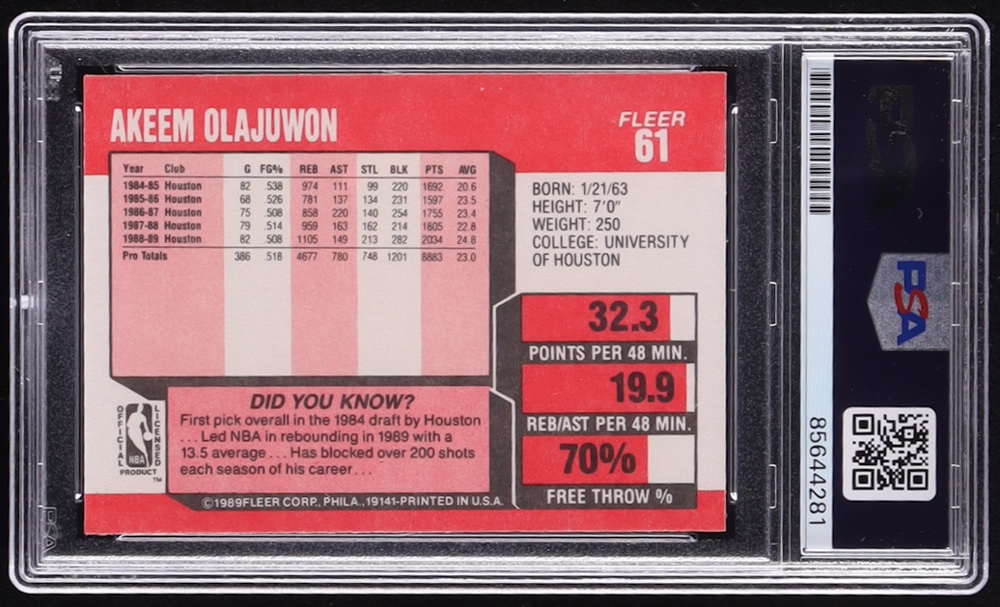 AKEEM OLAJUWON
FLEER
61
Year Club G FG% REB AST STL BLK PTS AVG
1984-85 Houston 82 .538 974 111 99 220 1692 20.6
1985-86 Houston 68 .526 781 137 134 231 1597 23.5
1986-87 Houston 75 .508 858 220 140 254 1755 23.4
1987-88 Houston 79 .514 959 163 162 214 1805 22.8
1988-89 Houston 82 .508 1105 149 213 282 2034 24.8
Pro Totals 386 .518 4677 780 748 1201 8883 23.0
BORN: 1/21/63
HEIGHT: 7'0"
WEIGHT: 250
COLLEGE: UNIVERSITY
OF HOUSTON
32.3
POINTS PER 48 MIN.
19.9
REB/AST PER 48 MIN.
70%
FREE THROW %
DID YOU KNOW?
First pick overall in the 1984 draft by Houston
... Led NBA in rebounding in 1989 with a
13.5 average ... Has blocked over 200 shots
each season of his career ...
OFFICIAL
LICENSED
NBA
PRODUCT
TM
©1989 FLEER CORP., PHILA., 19141-PRINTED IN U.S.A.
PSA
PSA
85644281